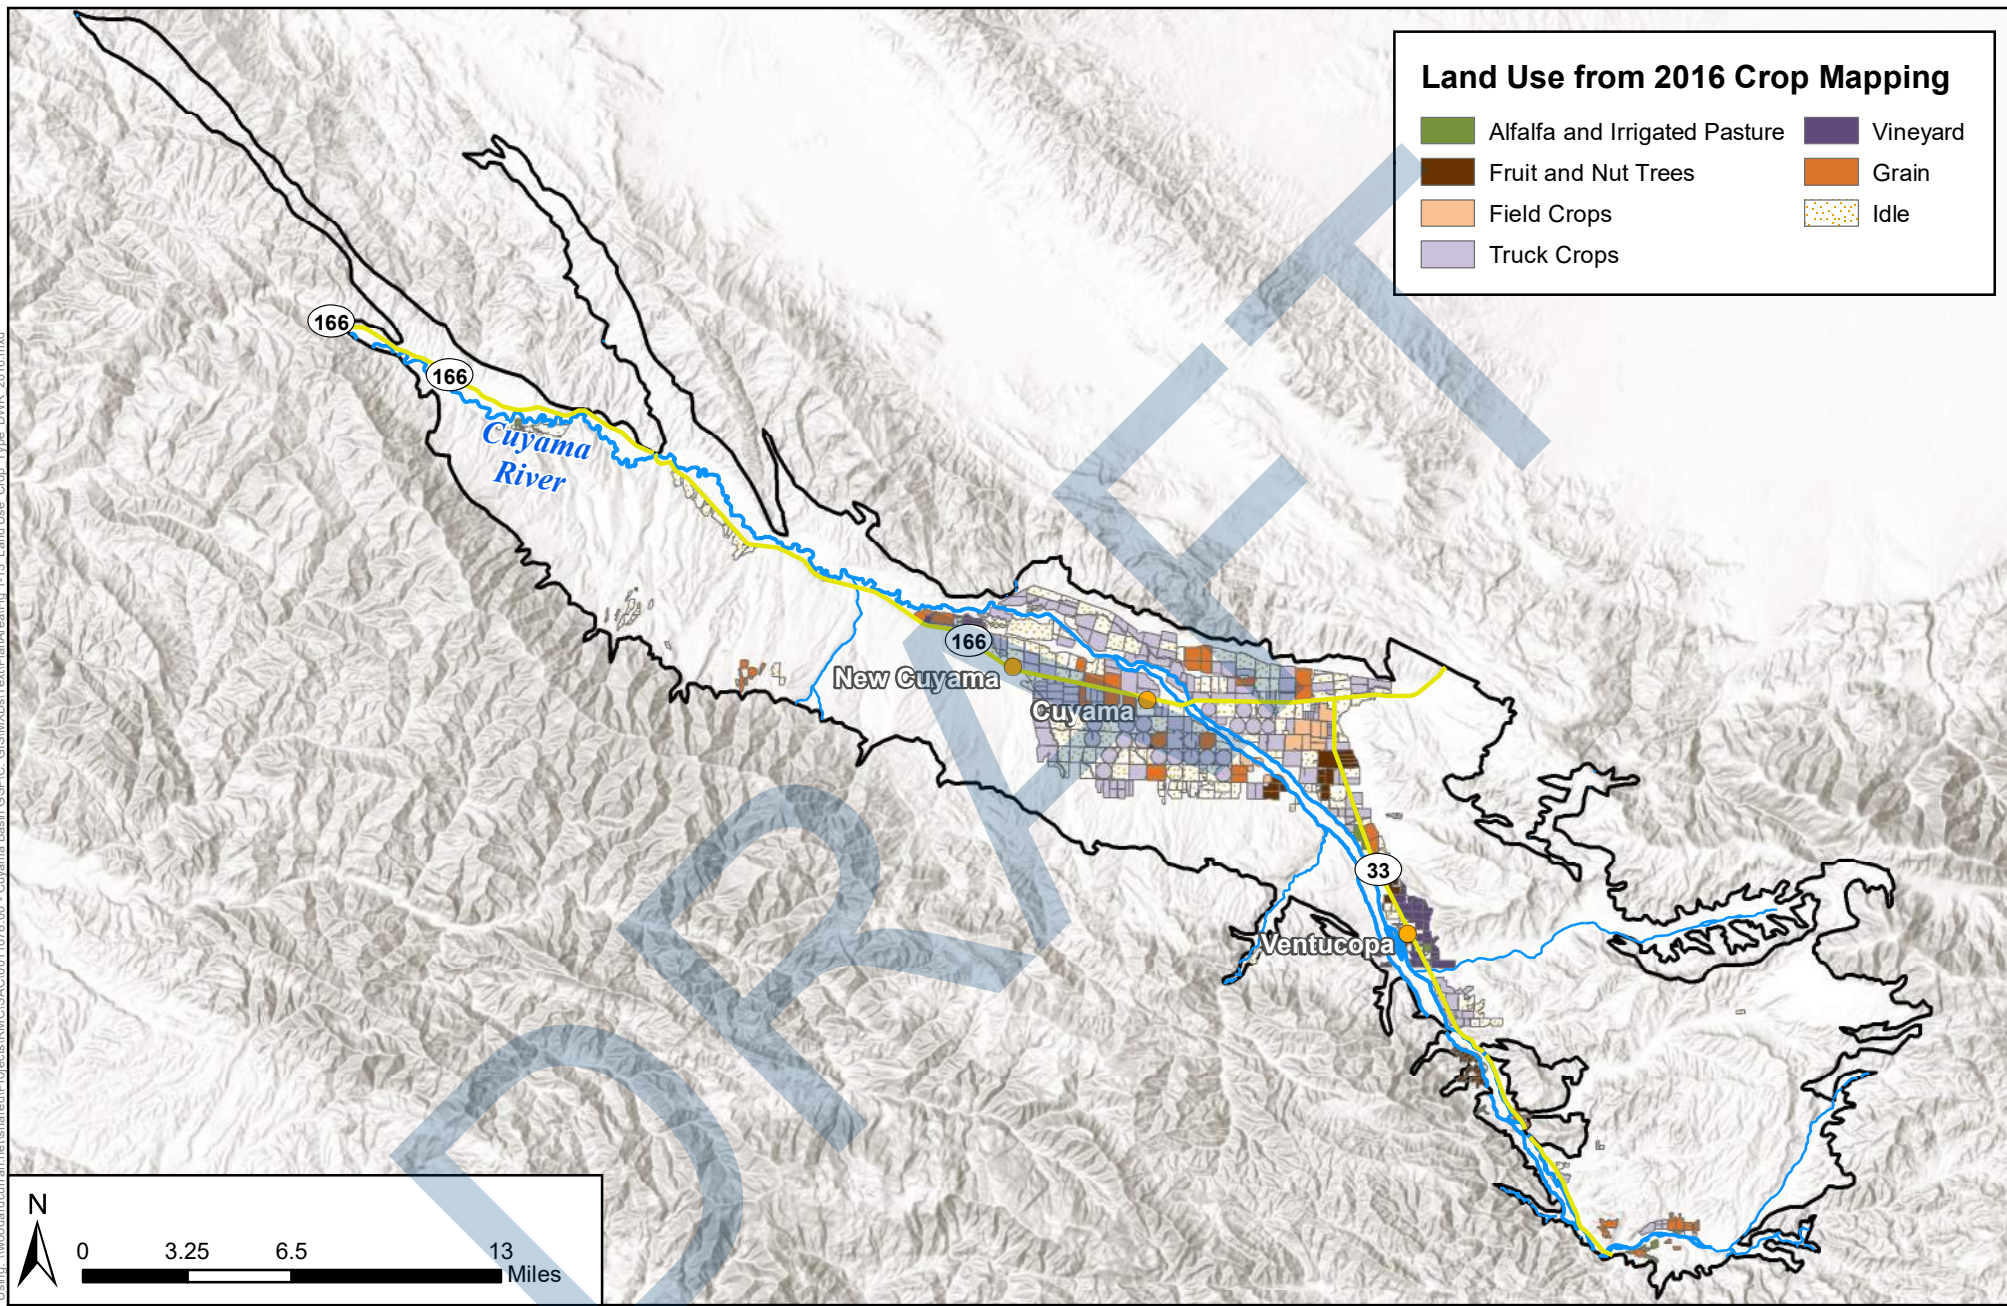 Land Use from 2016 Crop Mapping
Alfalfa and Irrigated Pasture
Vineyard
Fruit and Nut Trees
Grain
Field Crops
Idle
Truck Crops
166
166
Cuyama
River
166
New Cuyama
Cuyama
33
Ventucopa
DRAFT
N
0 3.25 6.5 13
Miles